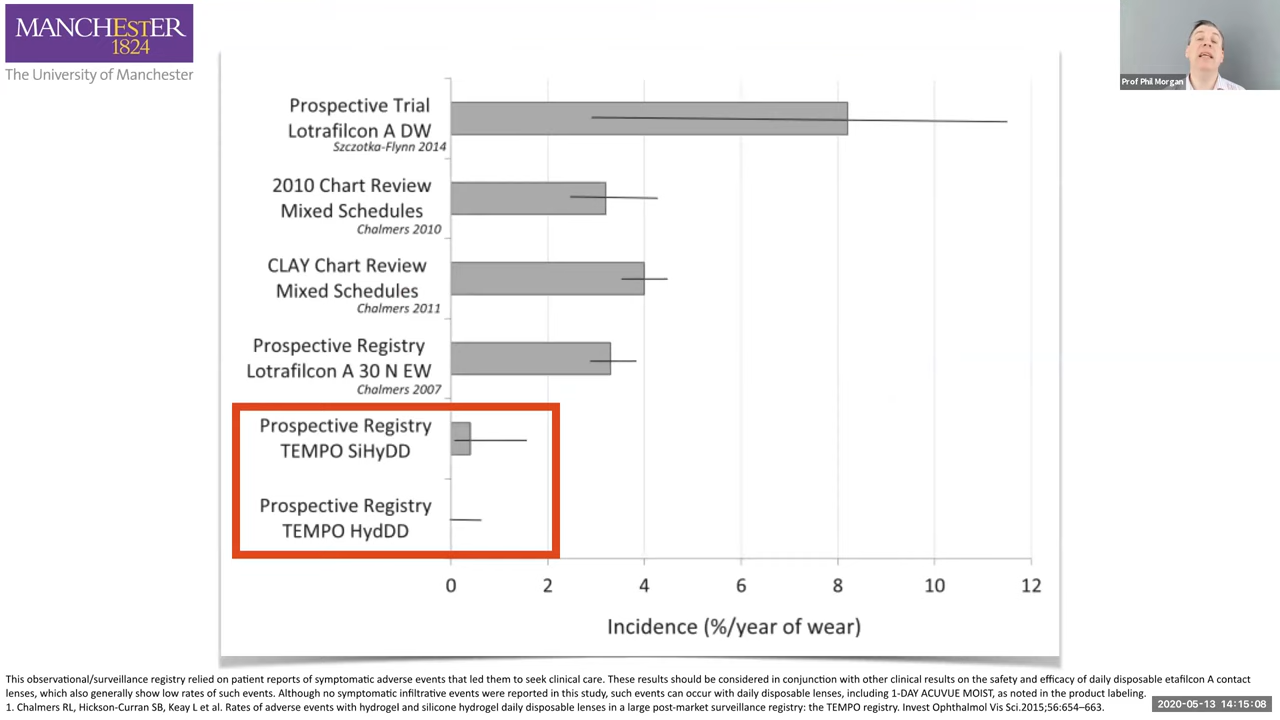 MANCHESTER
1824
The University of Manchester
Prof Phil Morgan
Prospective Trial
Lotrafilcon A DW
Szczotka-Flynn 2014
2010 Chart Review
Mixed Schedules
Chalmers 2010
CLAY Chart Review
Mixed Schedules
Chalmers 2011
Prospective Registry
Lotrafilcon A 30 N EW
Chalmers 2007
Prospective Registry
TEMPO SiHyDD
Prospective Registry
TEMPO HydDD
0 2 4 6 8 10 12
Incidence (%/year of wear)
This observational/surveillance registry relied on patient reports of symptomatic adverse events that led them to seek clinical care. These results should be considered in conjunction with other clinical results on the safety and efficacy of daily disposable etafilcon A contact
lenses, which also generally show low rates of such events. Although no symptomatic infiltrative events were reported in this study, such events can occur with daily disposable lenses, including 1-DAY ACUVUE MOIST, as noted in the product labeling.
1. Chalmers RL, Hickson-Curran SB, Keay L et al. Rates of adverse events with hydrogel and silicone hydrogel daily disposable lenses in a large post-market surveillance registry: the TEMPO registry. Invest Ophthalmol Vis Sci.2015;56:654–663.
2020-05-13 14:15:08